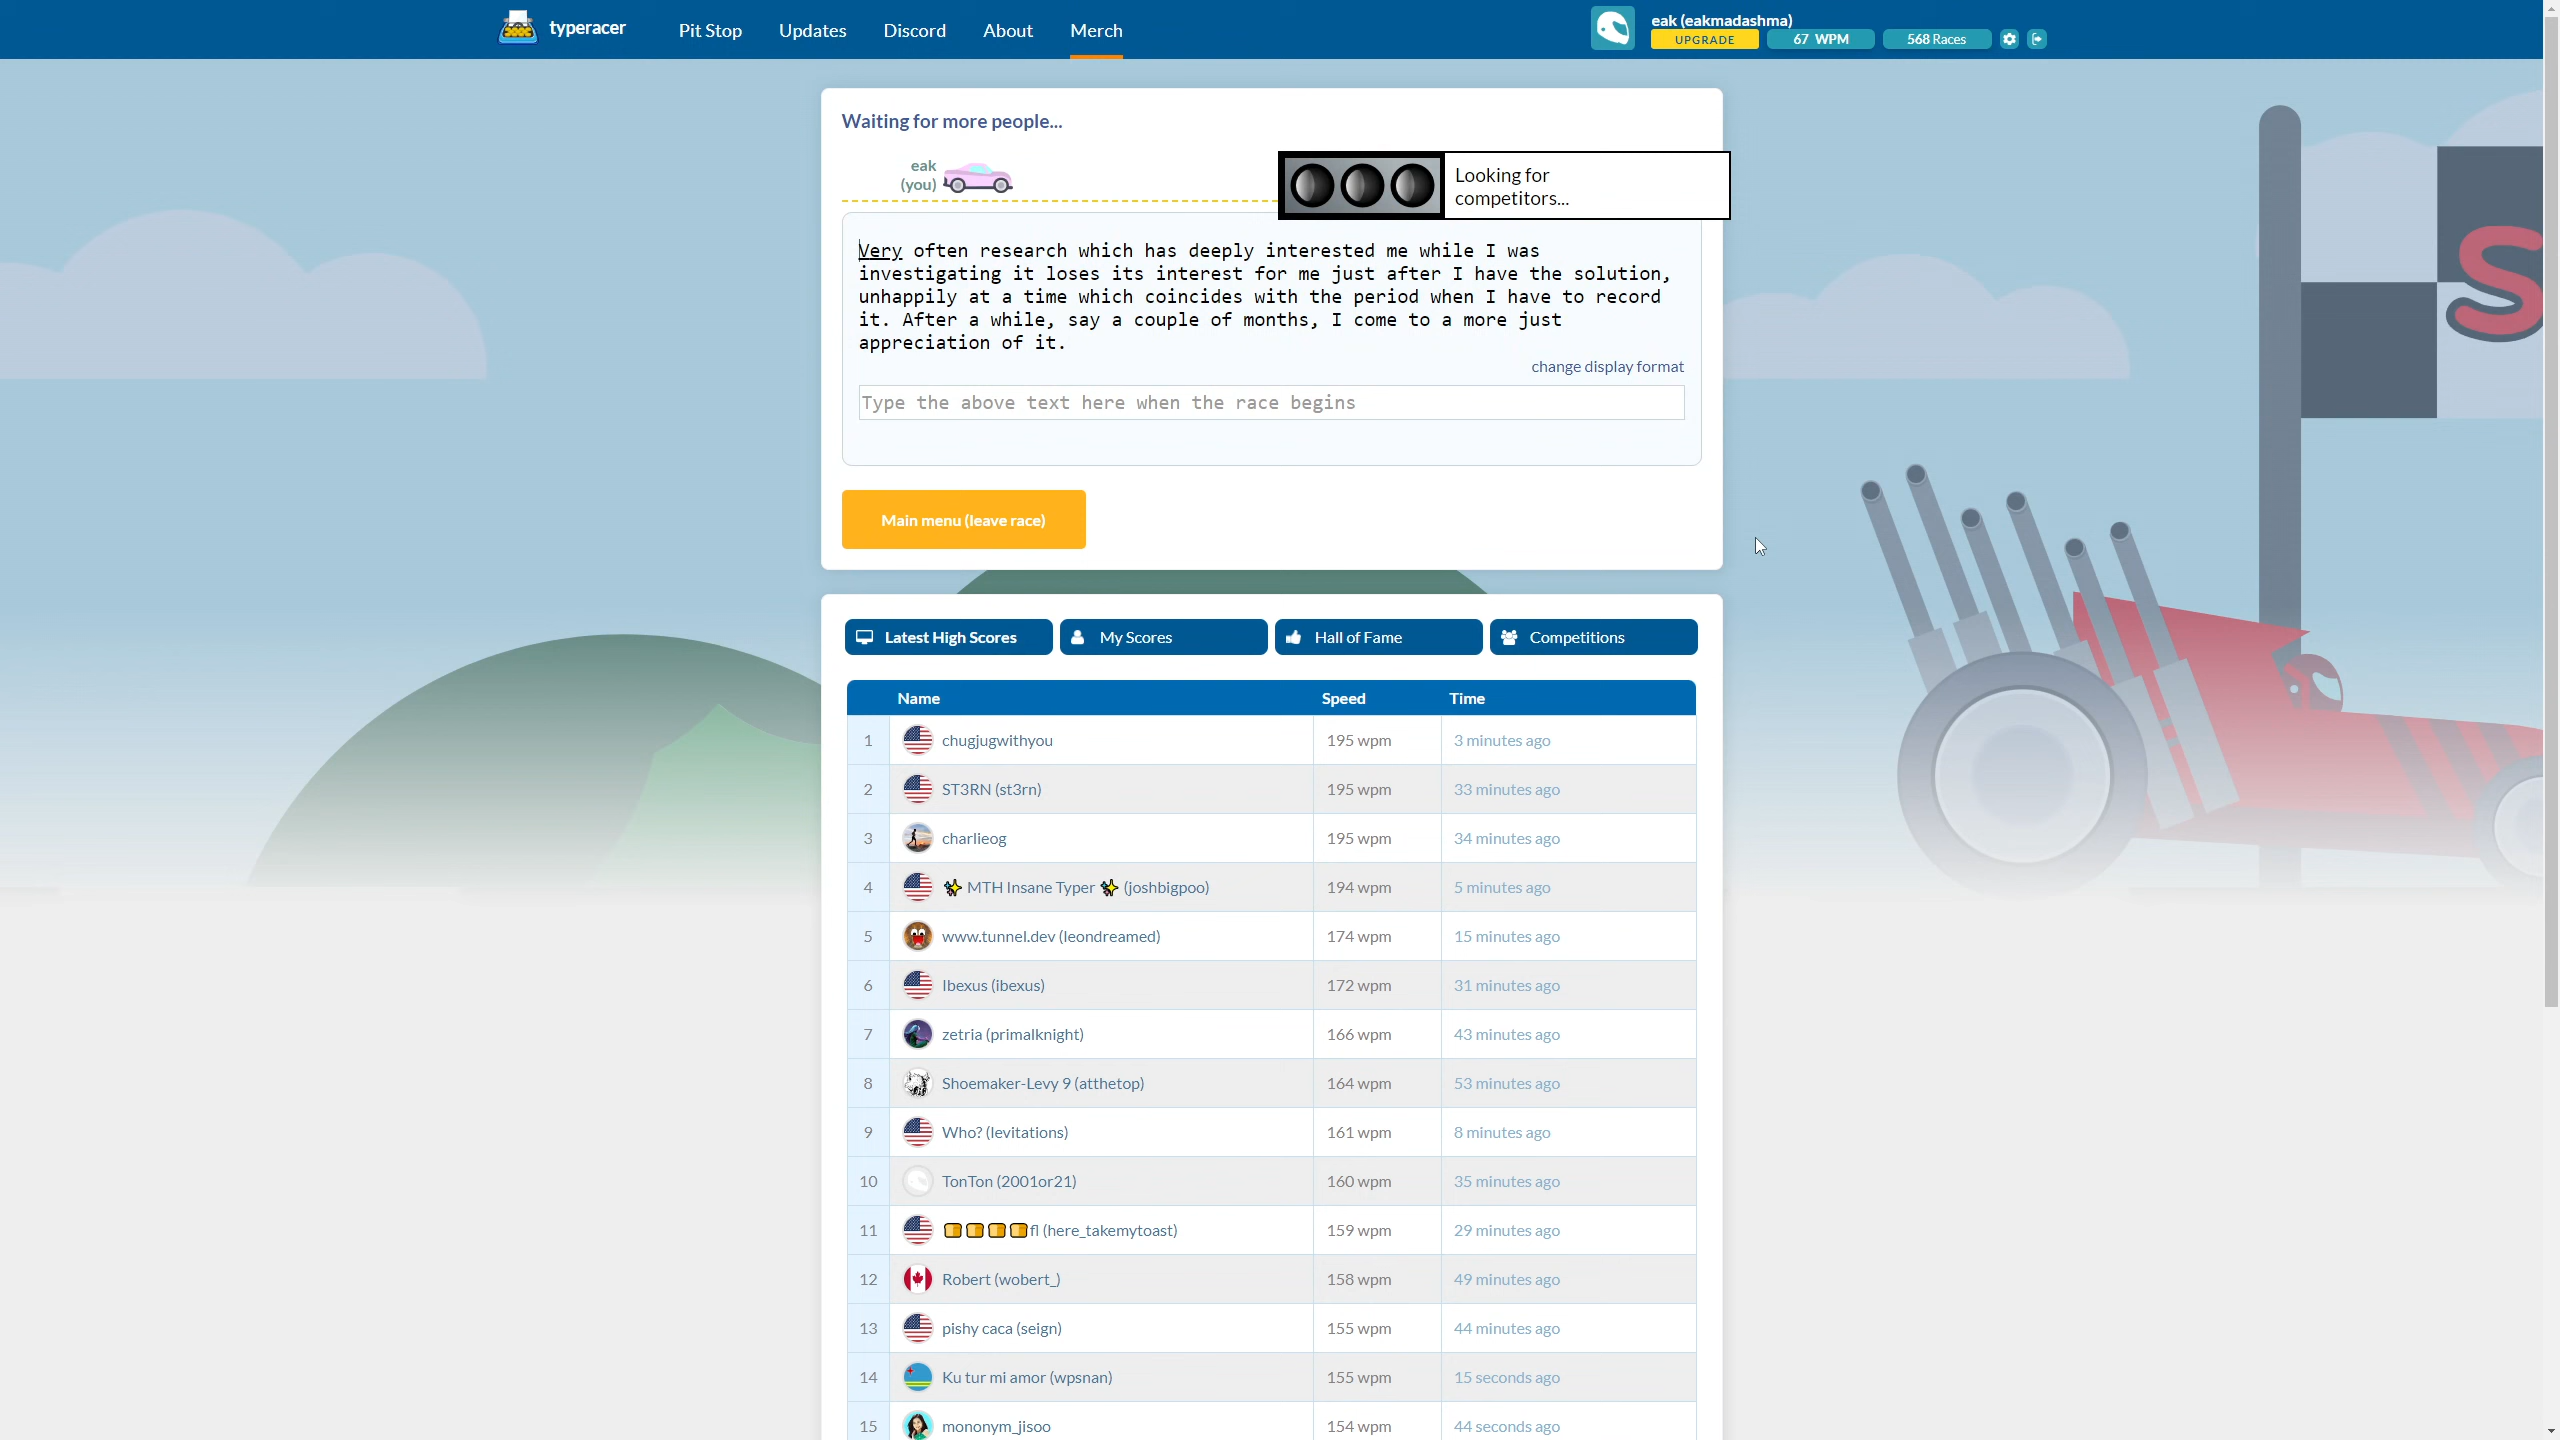 typeracer
Pit Stop
Updates
Discord
About
Merch
eak (eakmadashma)
UPGRADE
67 WPM
568 Races
Waiting for more people...
eak
(you)
Looking for
competitors...
Very often research which has deeply interested me while I was
investigating it loses its interest for me just after I have the solution,
unhappily at a time which coincides with the period when I have to record
it. After a while, say a couple of months, I come to a more just
appreciation of it.
change display format
Type the above text here when the race begins
Main menu (leave race)
Latest High Scores
My Scores
Hall of Fame
Competitions
Name Speed Time
1 chugjugwithyou 195 wpm 3 minutes ago
2 ST3RN (st3rn) 195 wpm 33 minutes ago
3 charlieog 195 wpm 34 minutes ago
4 ✨ MTH Insane Typer ✨ (joshbigpoo) 194 wpm 5 minutes ago
5 www.tunnel.dev (leondreamed) 174 wpm 15 minutes ago
6 Ibexus (ibexus) 172 wpm 31 minutes ago
7 zetria (primalknight) 166 wpm 43 minutes ago
8 Shoemaker-Levy 9 (atthetop) 164 wpm 53 minutes ago
9 Who? (levitations) 161 wpm 8 minutes ago
10 TonTon (2001or21) 160 wpm 35 minutes ago
11 🍞🍞🍞🍞fl (here_takemytoast) 159 wpm 29 minutes ago
12 Robert (wobert_) 158 wpm 49 minutes ago
13 pishy caca (seign) 155 wpm 44 minutes ago
14 Ku tur mi amor (wpsnan) 155 wpm 15 seconds ago
15 mononym_jisoo 154 wpm 44 seconds ago
S